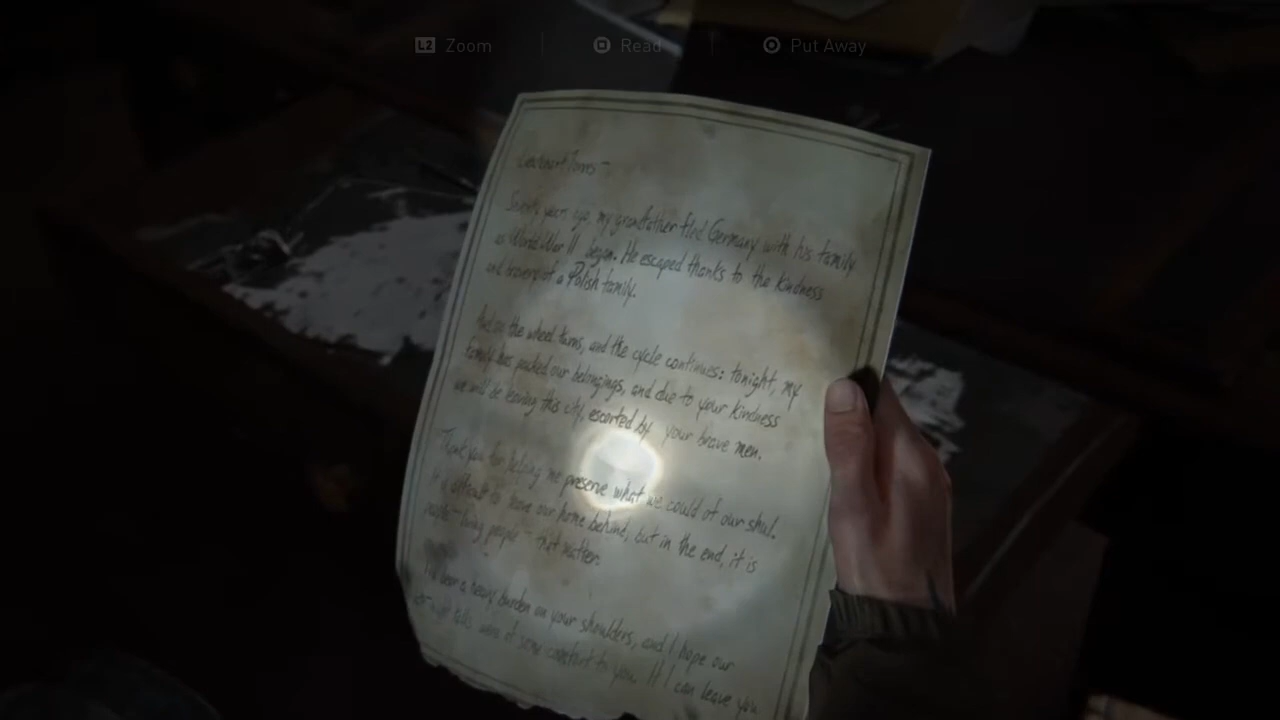 L2 Zoom Read Put Away
Lieutenant Torres -
Seventy years ago, my grandfather fled Germany with his family
as World War II began. He escaped thanks to the kindness
and bravery of a Polish family.
And so the wheel turns, and the cycle continues: tonight, my
family has packed our belongings, and due to your kindness
we will be leaving this city, escorted by your brave men.
Thank you for helping me preserve what we could of our shul.
It is difficult to leave our home behind, but in the end, it is
people - living people - that matter.
You bear a heavy burden on your shoulders, and I hope our
were of some comfort to you. If I can leave you